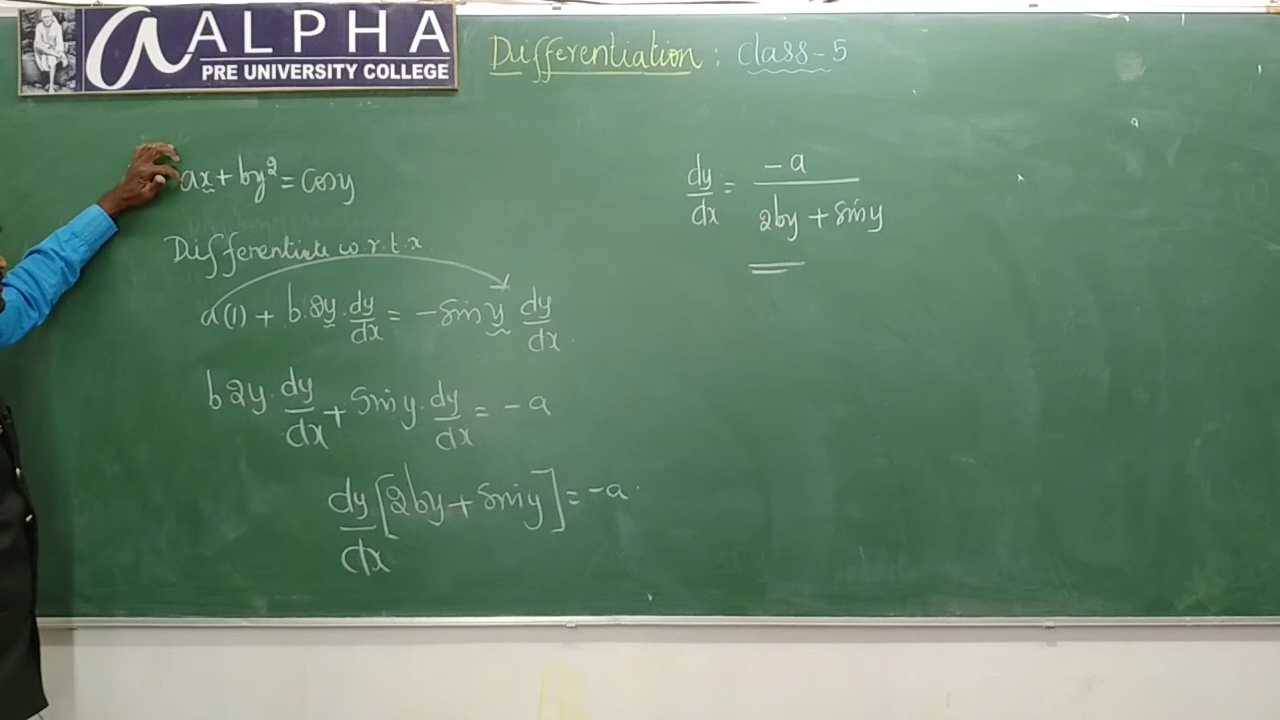 ALPHA
PRE UNIVERSITY COLLEGE
Differentiation : Class-5
ax + by² = cosy
Differentiate w.r.t.x.
a(1) + b.2y.dy/dx = -siny dy/dx
b2y.dy/dx + siny.dy/dx = -a
dy/dx[2by + siny] = -a
dy/dx = -a/(2by + siny)